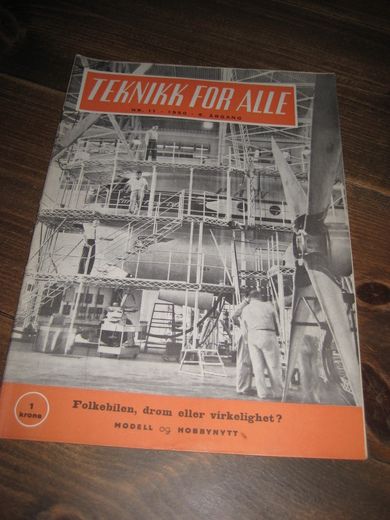 TEKNIKK FOR ALLE
NR. 11 - 1950 - 4. ÅRGANG
1
krone
Folkebilen, drøm eller virkelighet?
MODELL og HOBBYNYTT